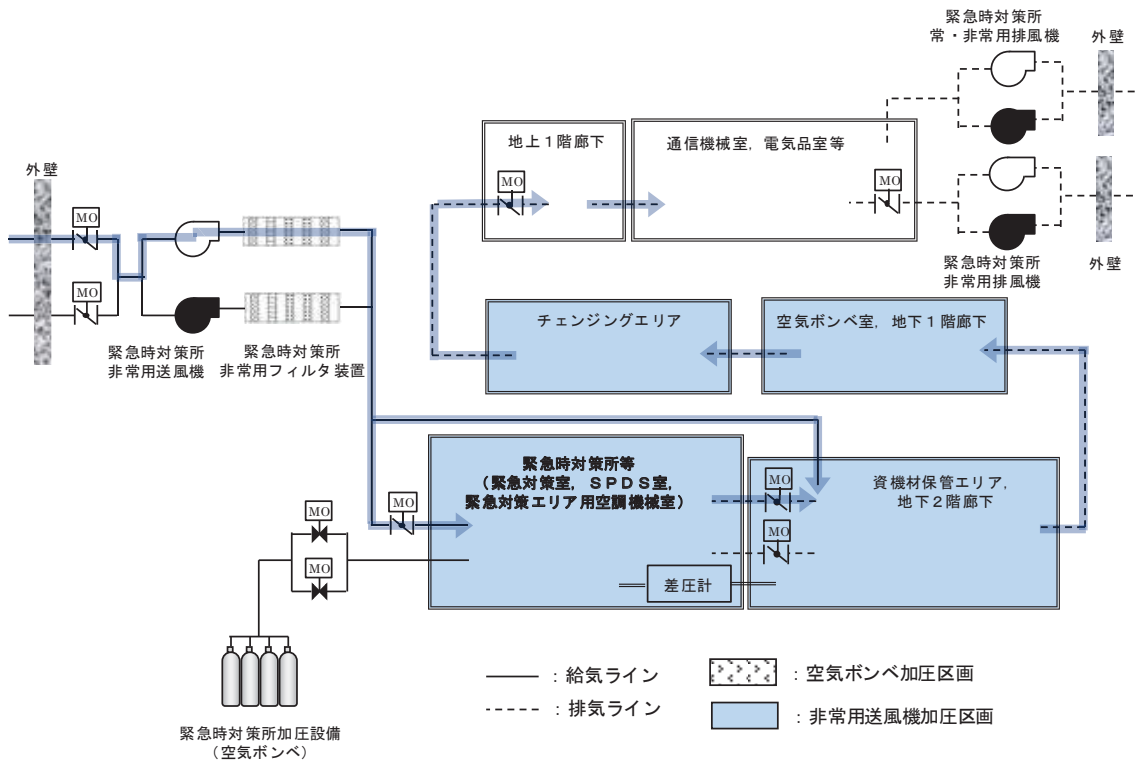 緊急時対策所
常・非常用排風機
外壁
地上1階廊下
通信機械室，電気品室等
外壁
MO
MO
MO
MO
緊急時対策所
非常用排風機
外壁
緊急時対策所
非常用送風機
緊急時対策所
非常用フィルタ装置
チェンジングエリア
空気ボンベ室，地下1階廊下
緊急時対策所等
（緊急対策室，ＳＰＤＳ室，
緊急対策エリア用空調機械室）
資機材保管エリア，
地下2階廊下
MO
MO
MO
MO
MO
差圧計
：給気ライン
：排気ライン
：空気ボンベ加圧区画
：非常用送風機加圧区画
緊急時対策所加圧設備
（空気ボンベ）